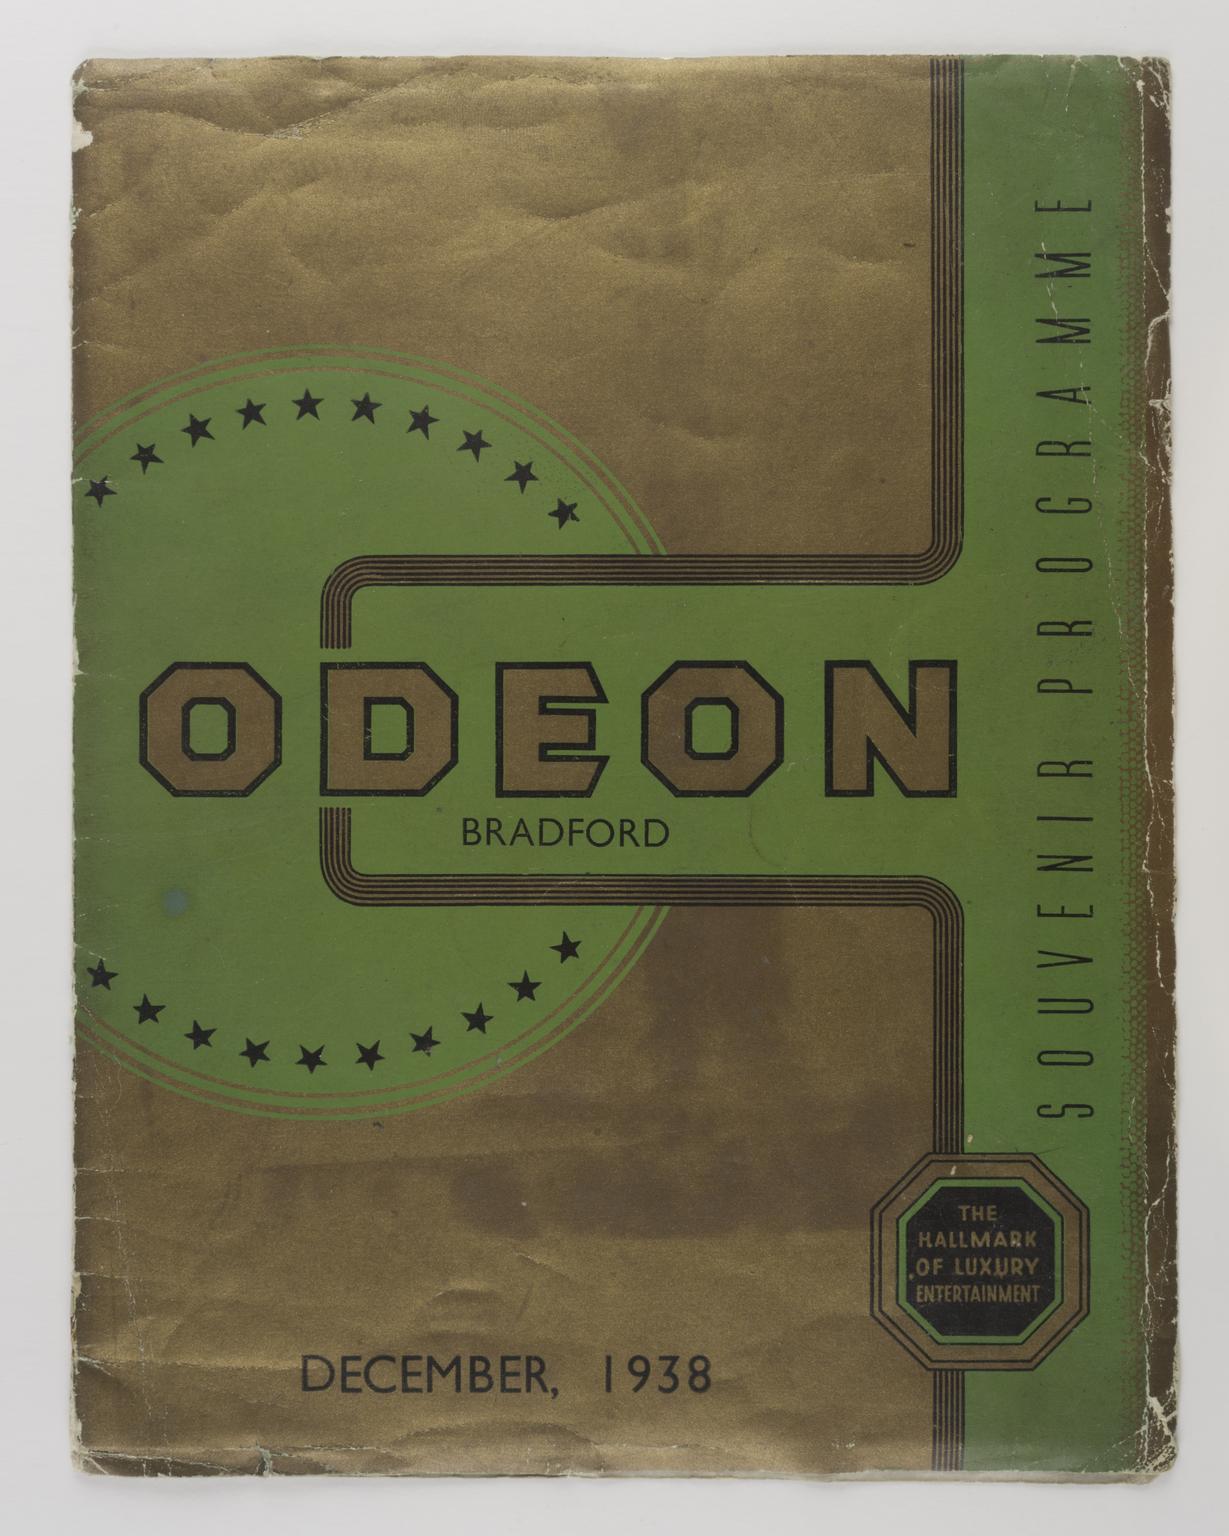 ODEON
BRADFORD
SOUVENIR PROGRAMME
THE
HALLMARK
OF LUXURY
ENTERTAINMENT
DECEMBER, 1938